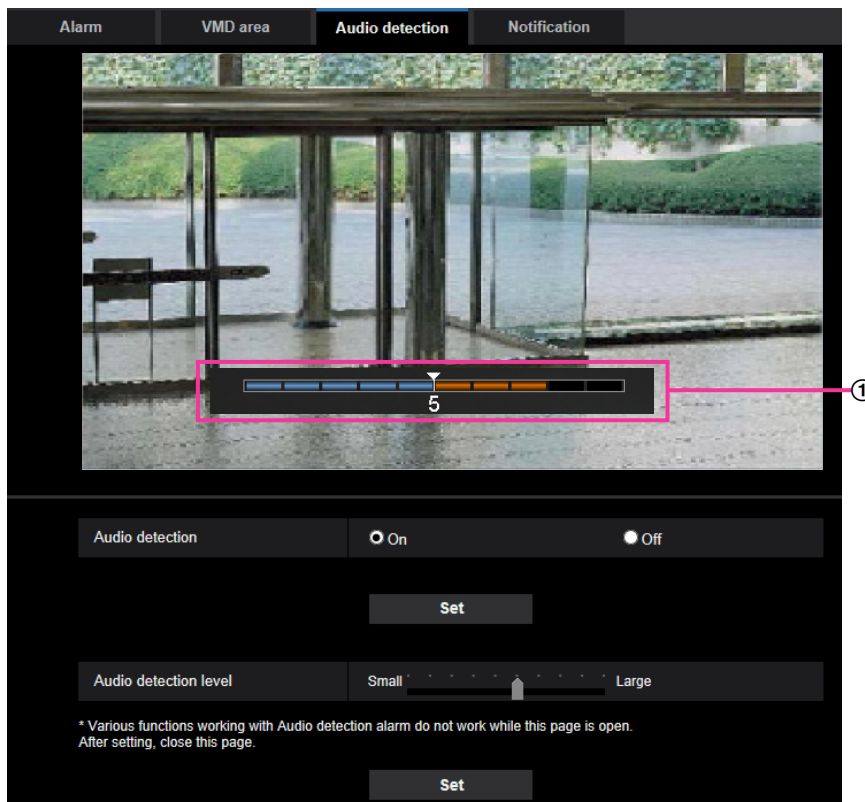 Alarm VMD area Audio detection Notification
5
①
Audio detection On Off
Set
Audio detection level Small Large
* Various functions working with Audio detection alarm do not work while this page is open.
After setting, close this page.
Set